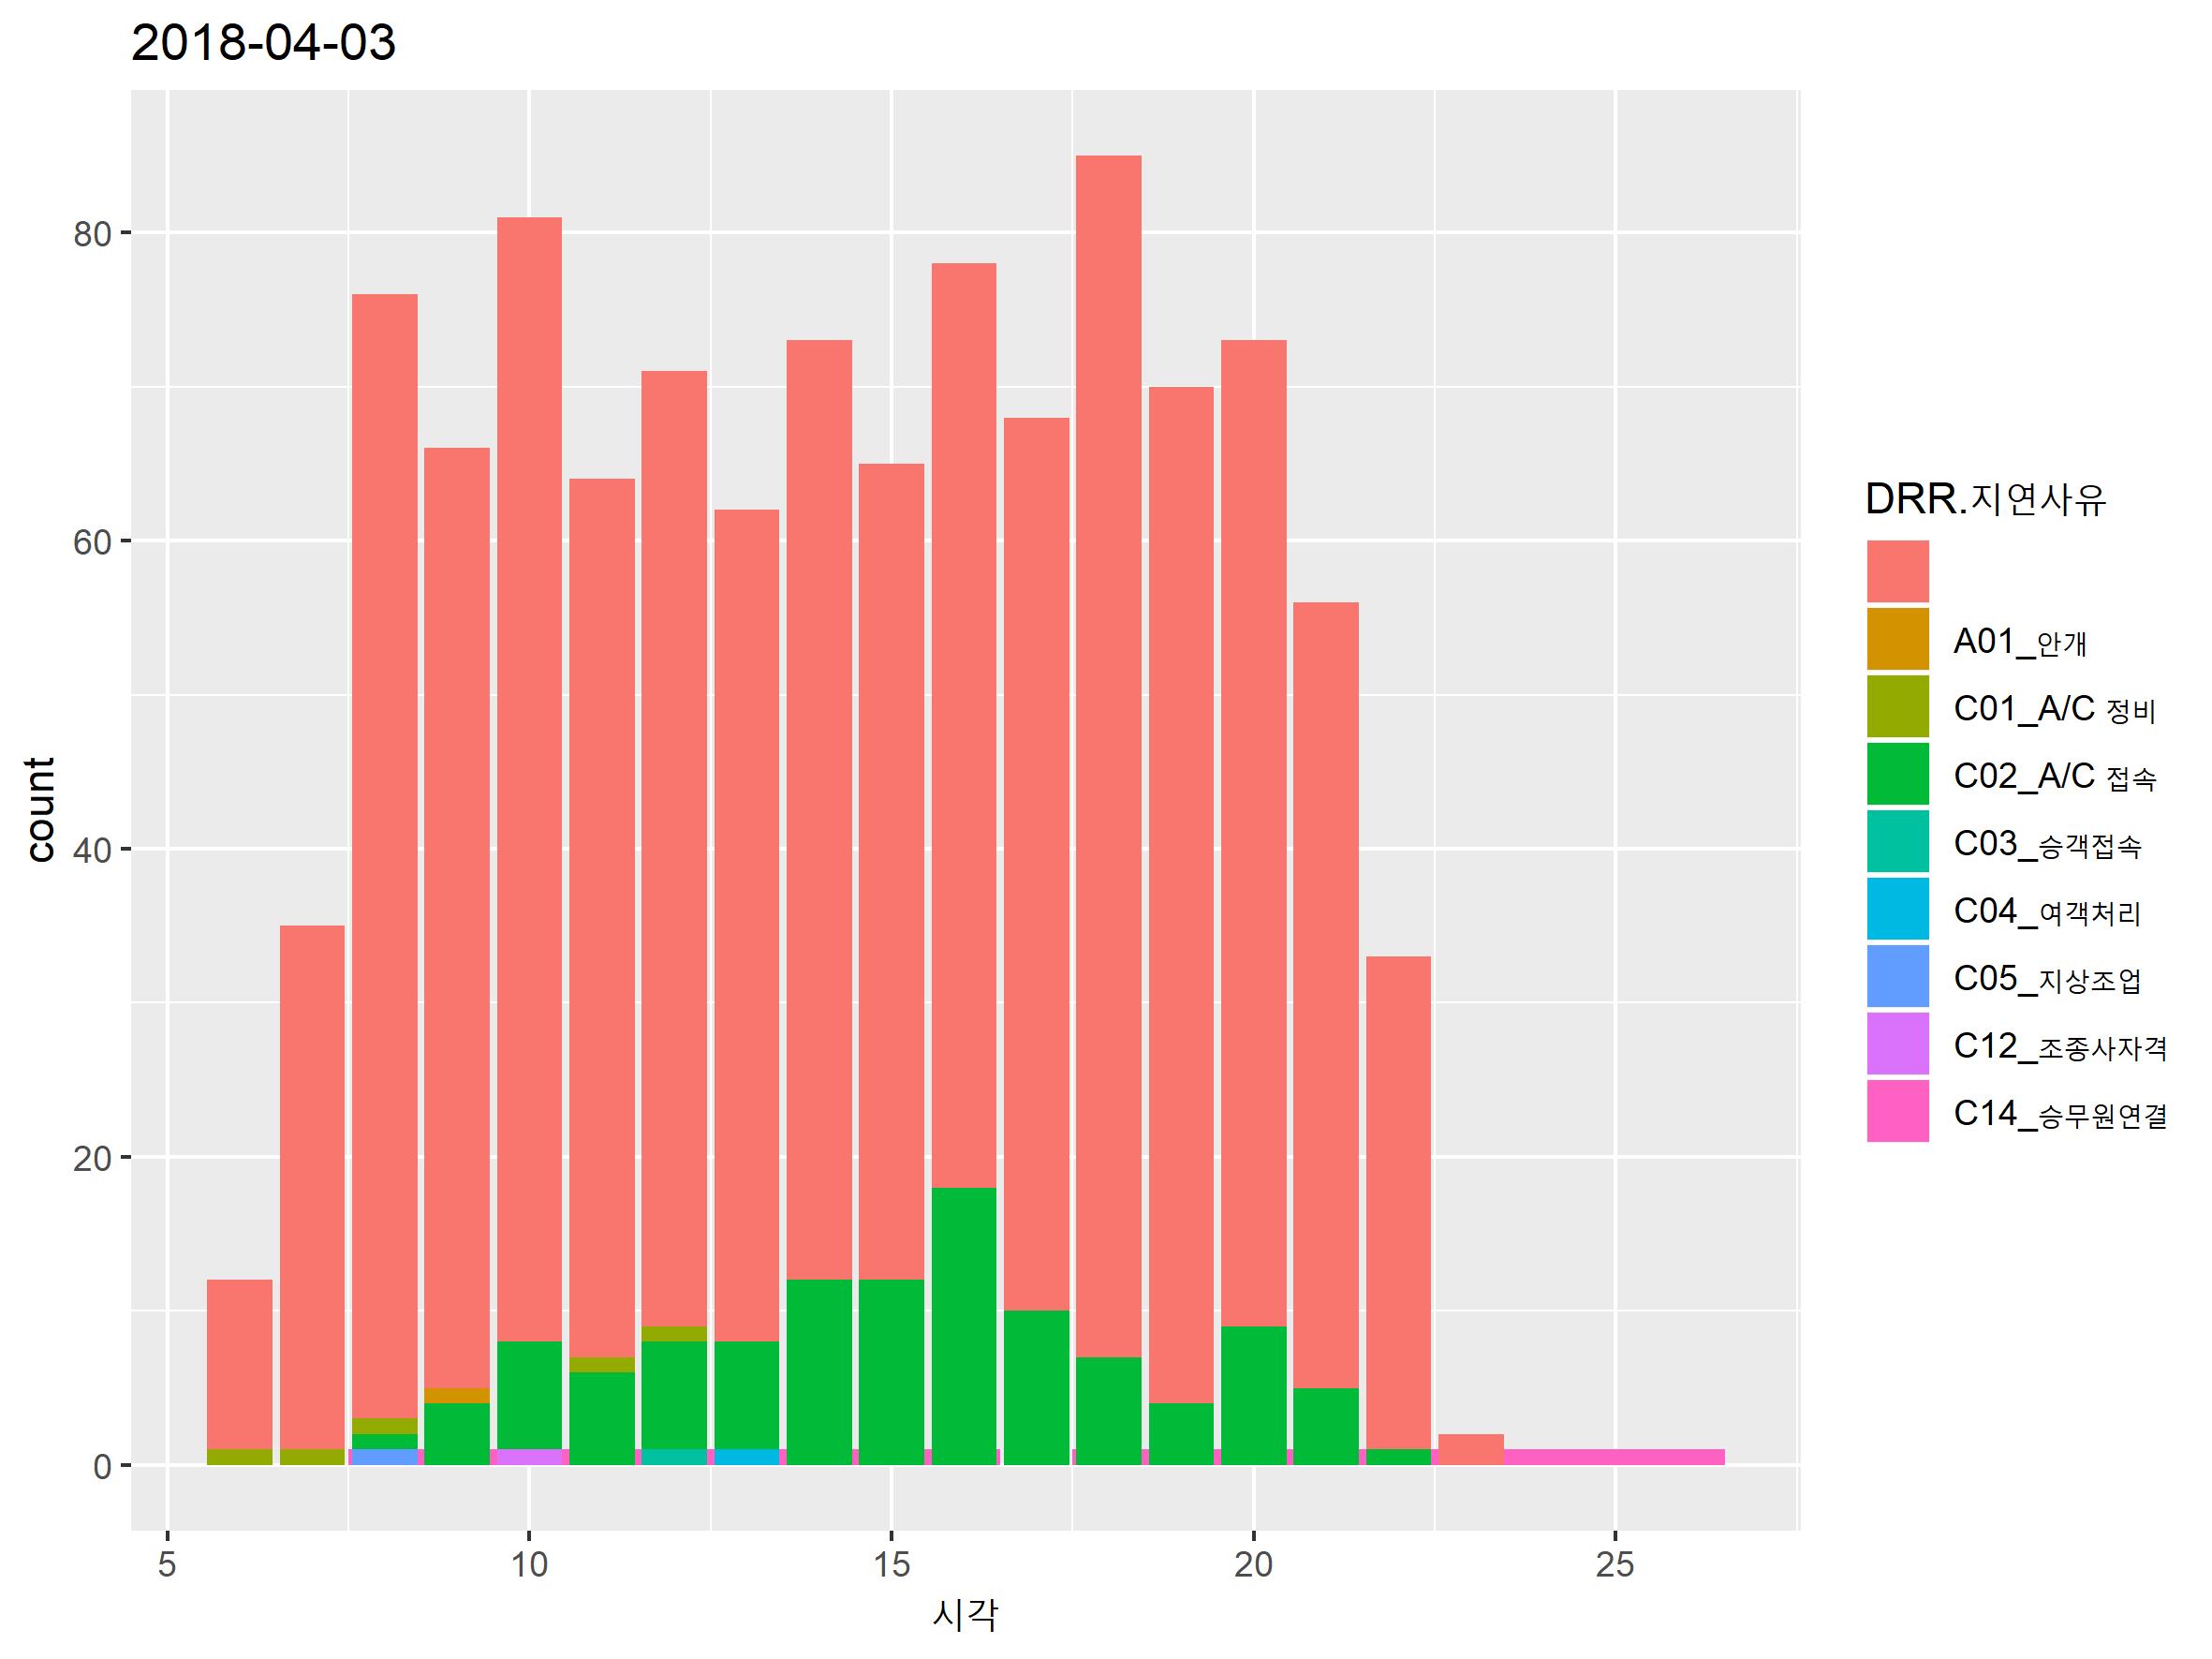 2018-04-03
count
80
60
40
20
0
5 10 15 20 25
시각
DRR.지연사유
A01_안개
C01_A/C 정비
C02_A/C 접속
C03_승객접속
C04_여객처리
C05_지상조업
C12_조종사자격
C14_승무원연결